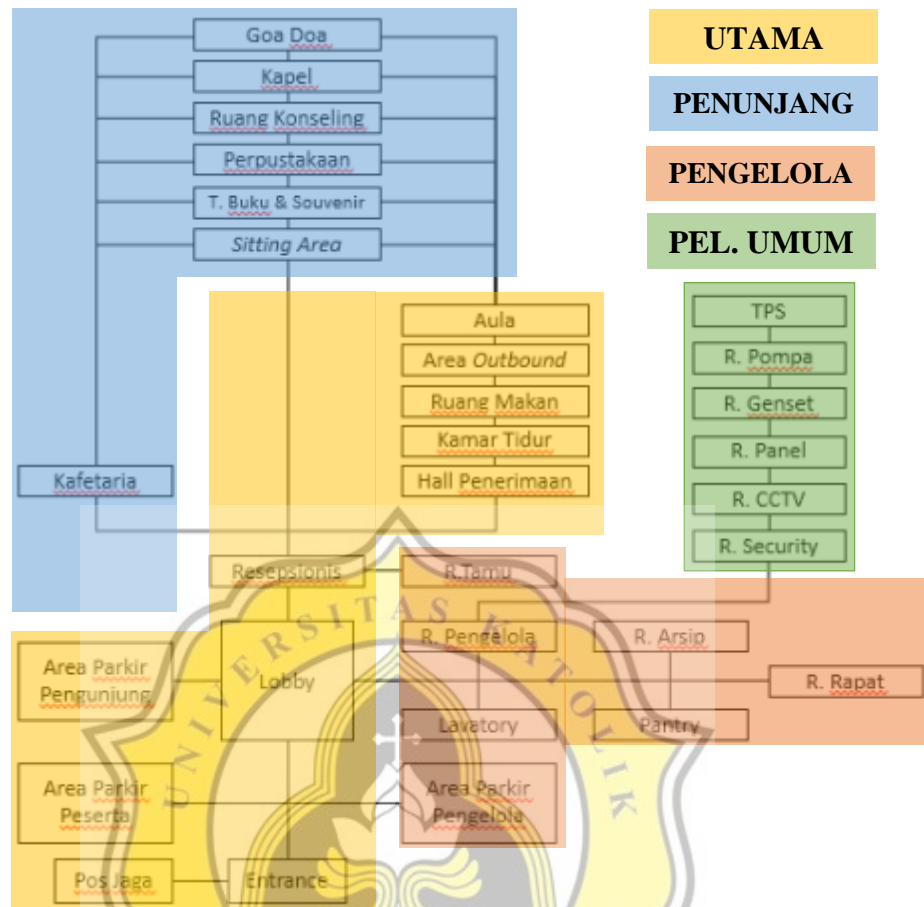 Goa Doa
Kapel
Ruang Konseling
Perpustakaan
T. Buku & Souvenir
Sitting Area
UTAMA
PENUNJANG
PENGELOLA
PEL. UMUM
Aula
Area Outbound
Ruang Makan
Kamar Tidur
Hall Penerimaan
TPS
R. Pompa
R. Genset
R. Panel
R. CCTV
R. Security
Kafetaria
Resepsionis
R.Tamu
R. Pengelola
R. Arsip
Area Parkir
Pengunjung
Lobby
R. Rapat
Lavatory
Pantry
Area Parkir
Peserta
Area Parkir
Pengelola
Pos Jaga
Entrance
UNIVERSITAS KATOLIK